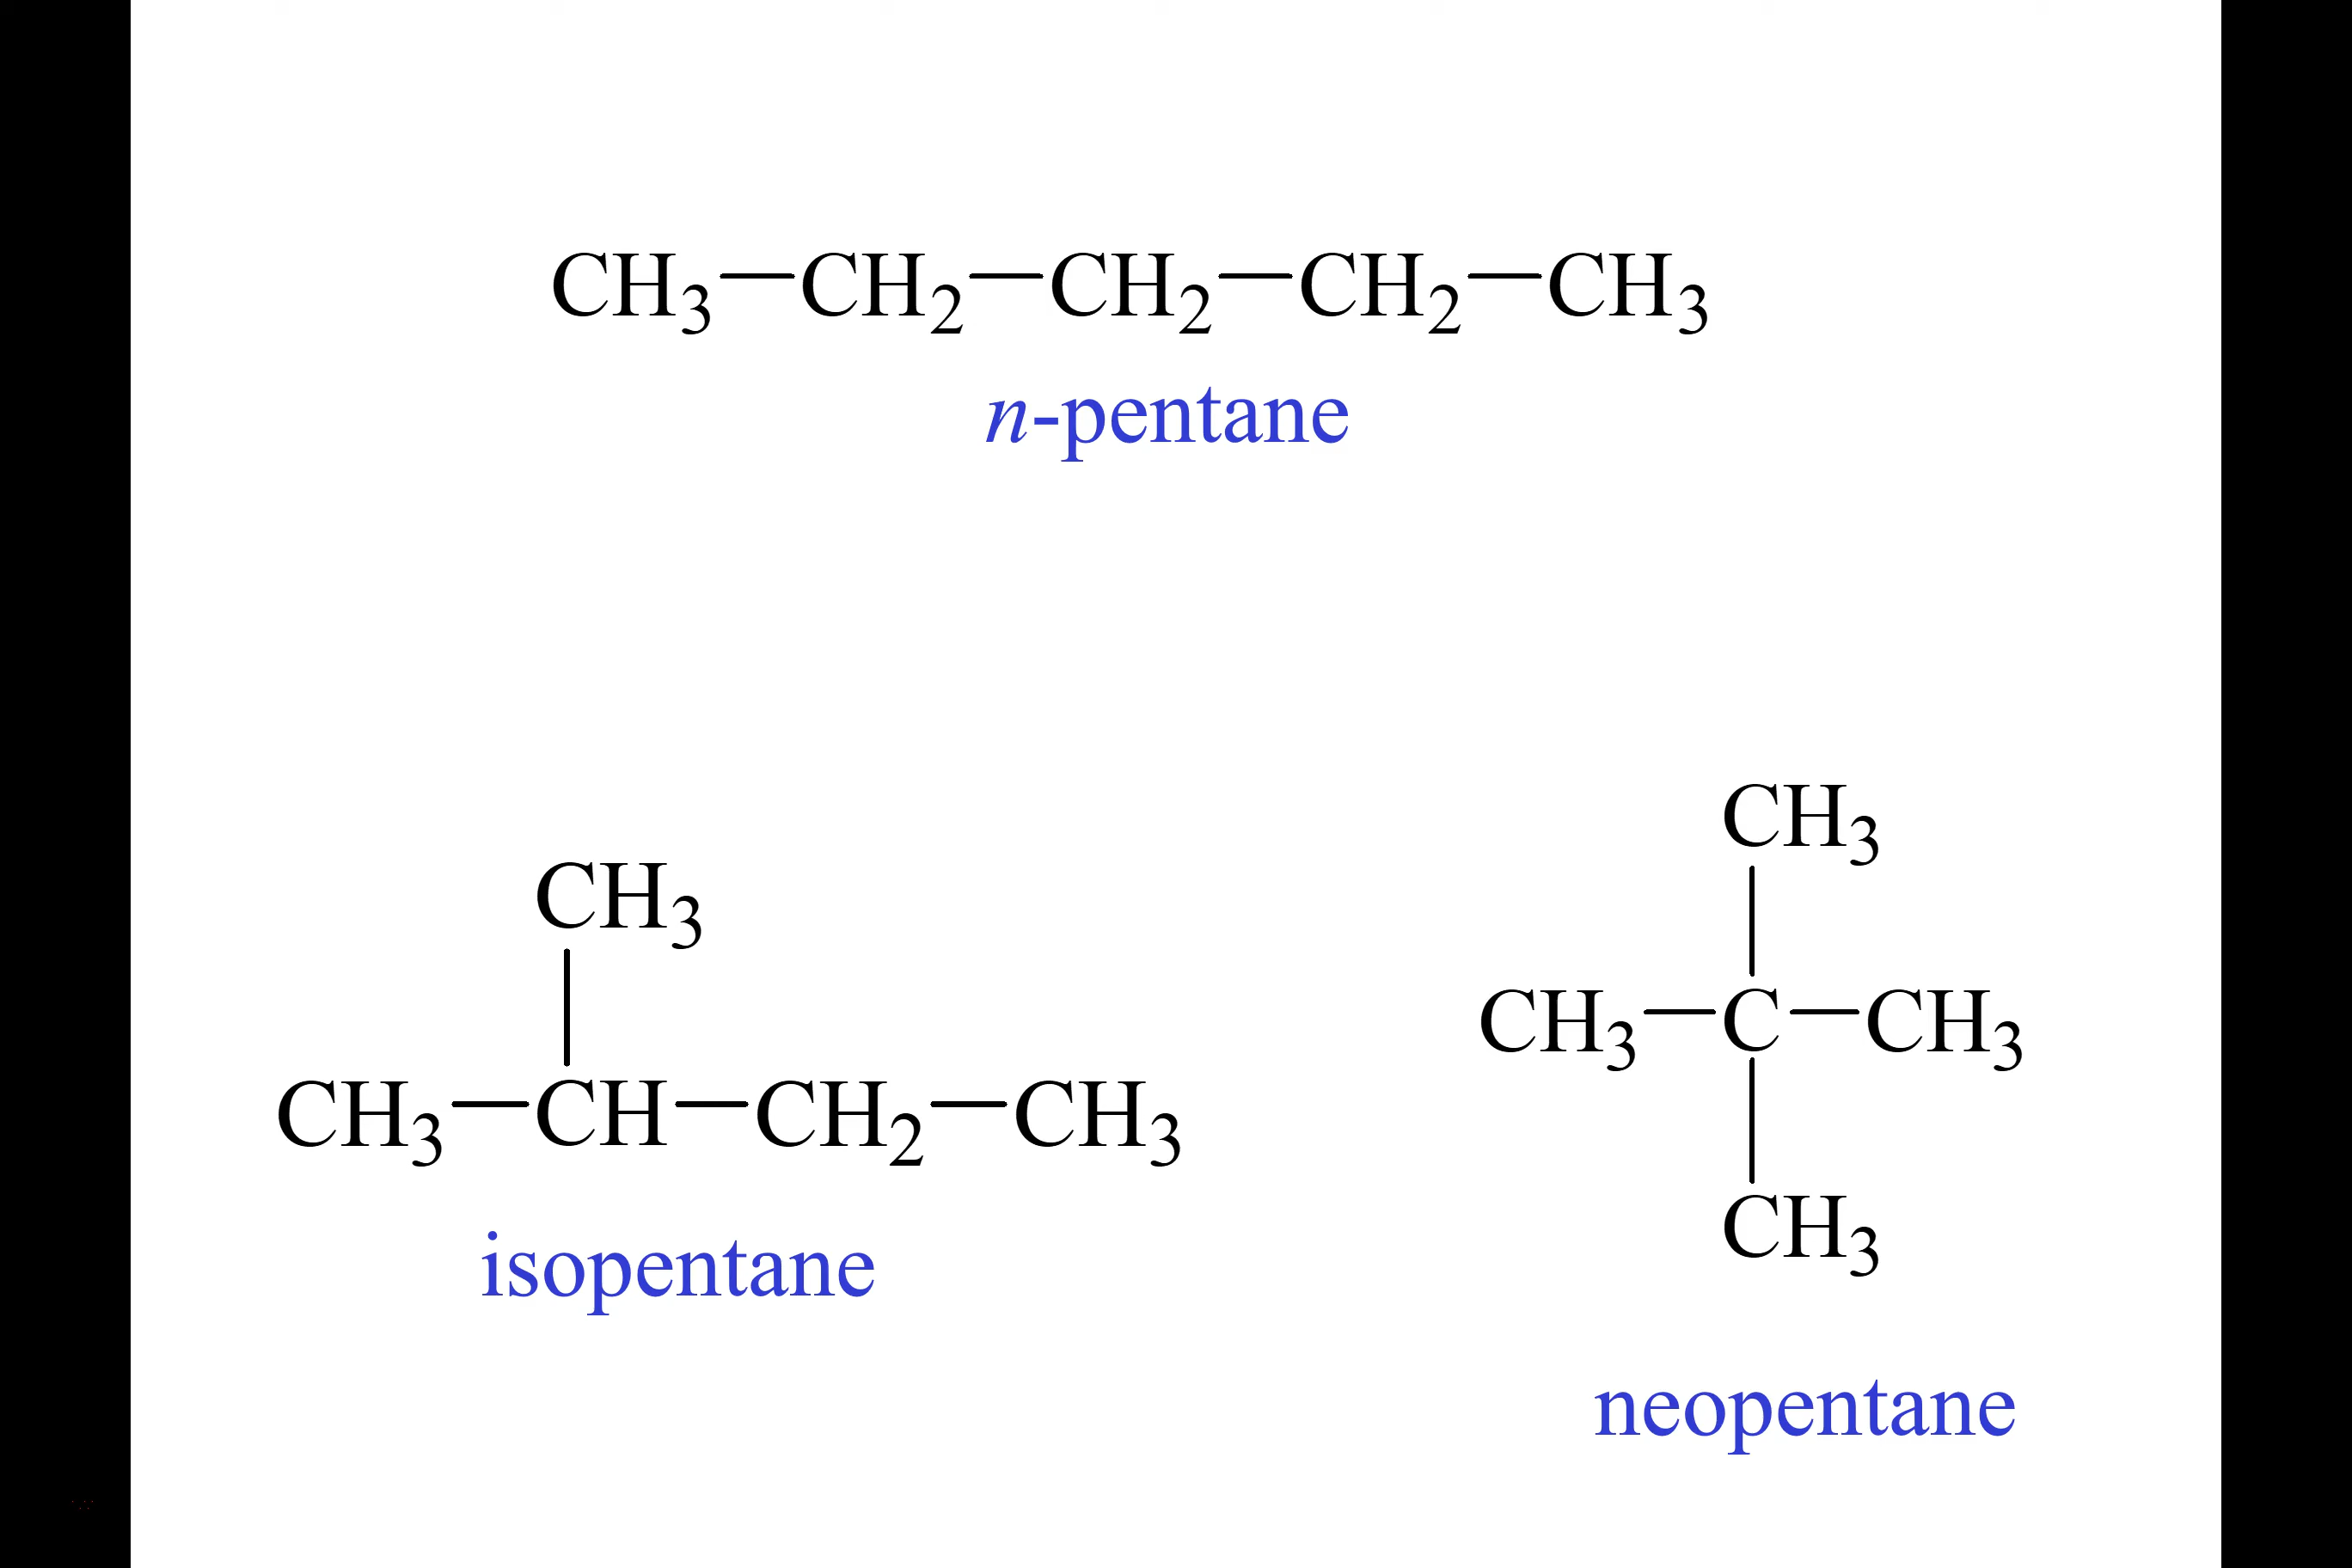 CH₃—CH₂—CH₂—CH₂—CH₃
n-pentane
CH₃
CH₃—CH—CH₂—CH₃
isopentane
CH₃
CH₃—C—CH₃
CH₃
neopentane